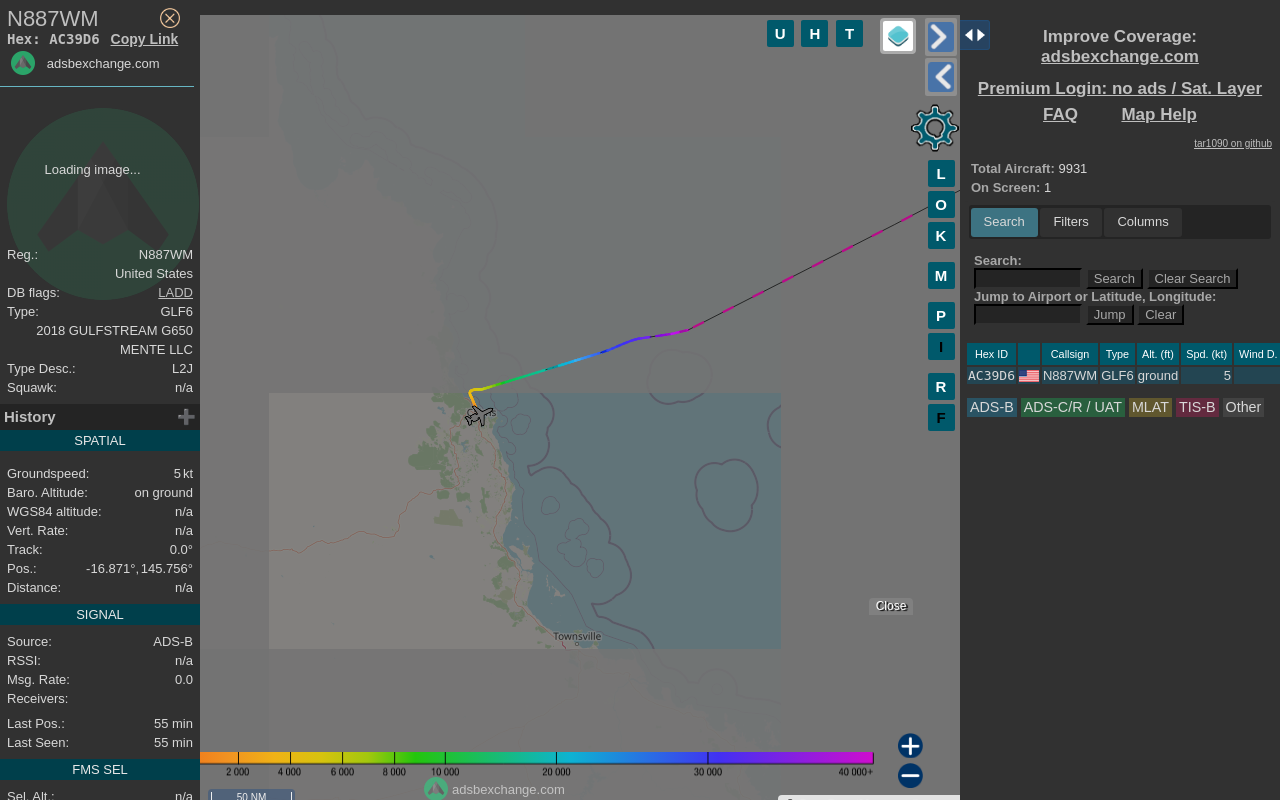 N887WM
Hex: AC39D6 Copy Link
adsbexchange.com
Loading image...
Reg.: N887WM
United States
DB flags: LADD
Type: GLF6
2018 GULFSTREAM G650
MENTE LLC
Type Desc.: L2J
Squawk: n/a
History
SPATIAL
Groundspeed: 5 kt
Baro. Altitude: on ground
WGS84 altitude: n/a
Vert. Rate: n/a
Track: 0.0°
Pos.: -16.871°, 145.756°
Distance: n/a
SIGNAL
Source: ADS-B
RSSI: n/a
Msg. Rate: 0.0
Receivers:
Last Pos.: 55 min
Last Seen: 55 min
FMS SEL
Sel. Alt.: n/a
U H T
L
O
K
M
P
I
R
F
Townsville
Close
2 000 4 000 6 000 8 000 10 000 20 000 30 000 40 000+
adsbexchange.com
50 NM
Improve Coverage:
adsbexchange.com
Premium Login: no ads / Sat. Layer
FAQ Map Help
tar1090 on github
Total Aircraft: 9931
On Screen: 1
Search Filters Columns
Search:
Search Clear Search
Jump to Airport or Latitude, Longitude:
Jump Clear
Hex ID Callsign Type Alt. (ft) Spd. (kt) Wind D.
AC39D6 N887WM GLF6 ground 5
ADS-B ADS-C/R / UAT MLAT TIS-B Other